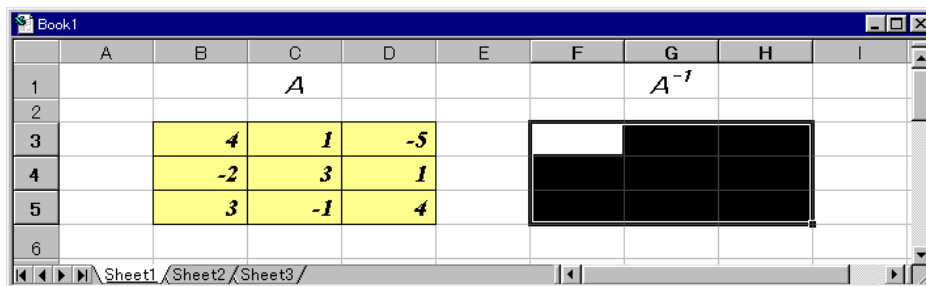 Book1
A B C D E F G H I
1 A A⁻¹
2
3 4 1 -5
4 -2 3 1
5 3 -1 4
6
Sheet1 Sheet2 Sheet3